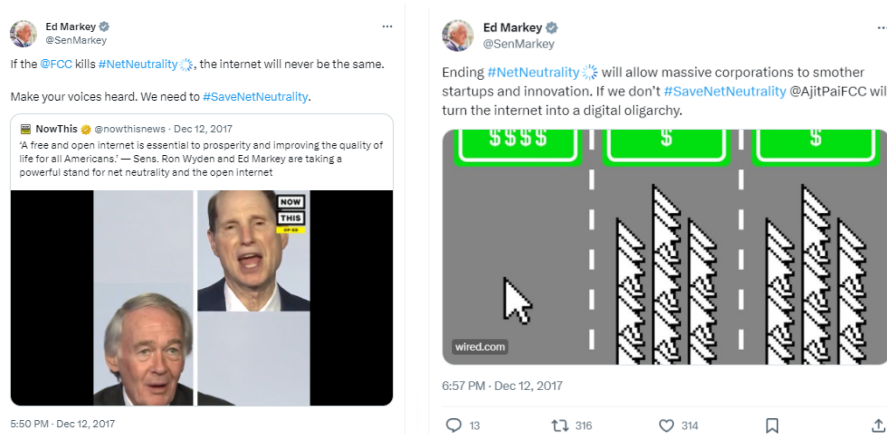 Ed Markey
@SenMarkey
If the @FCC kills #NetNeutrality, the internet will never be the same.
Make your voices heard. We need to #SaveNetNeutrality.
NowThis @nowthisnews · Dec 12, 2017
'A free and open internet is essential to prosperity and improving the quality of
life for all Americans.' — Sens. Ron Wyden and Ed Markey are taking a
powerful stand for net neutrality and the open internet
NOW
THIS
OP-ED
5:50 PM · Dec 12, 2017
Ed Markey
@SenMarkey
Ending #NetNeutrality will allow massive corporations to smother
startups and innovation. If we don't #SaveNetNeutrality @AjitPaiFCC wil
turn the internet into a digital oligarchy.
$$$$ $ $
wired.com
6:57 PM · Dec 12, 2017
13 316 314